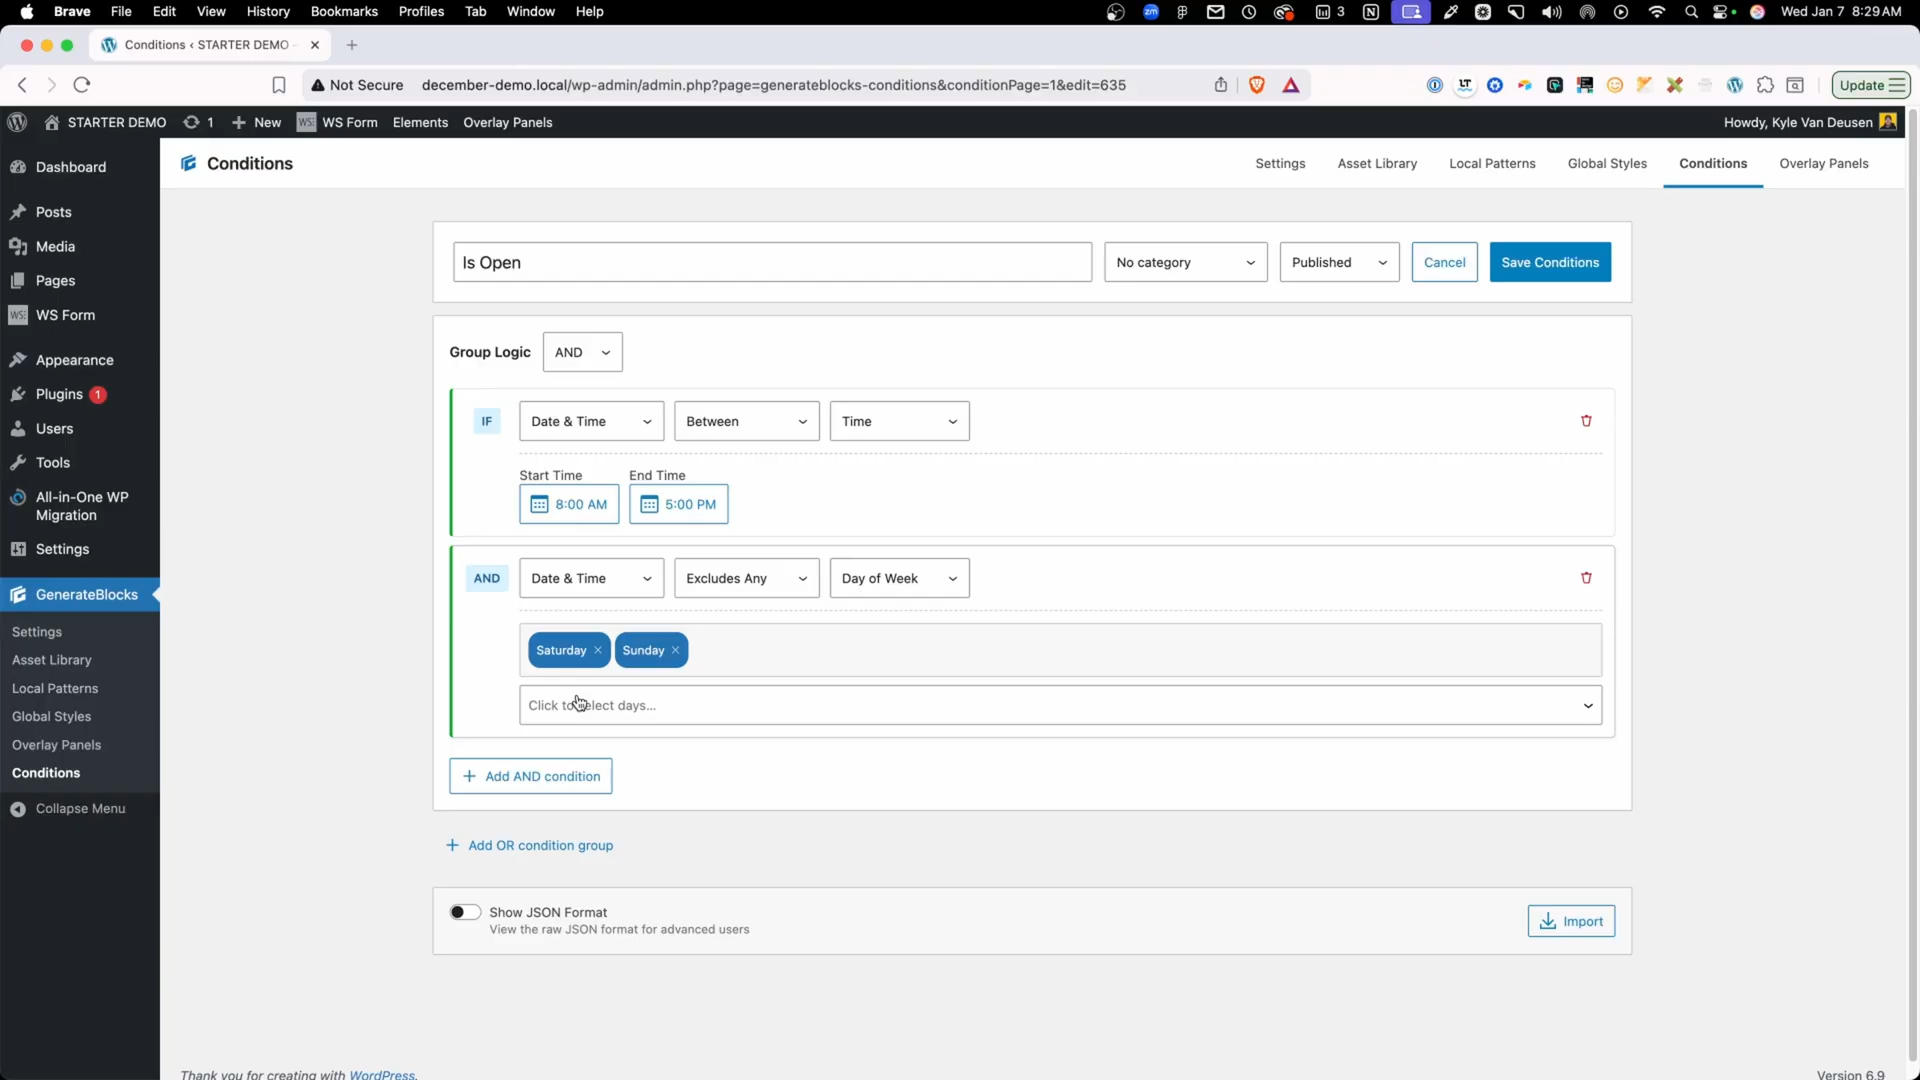 Brave File Edit View History Bookmarks Profiles Tab Window Help
zm 3 Wed Jan 7 8:29 AM
Conditions ‹ STARTER DEMO
Not Secure december-demo.local/wp-admin/admin.php?page=generateblocks-conditions&conditionPage=1&edit=635 LT Update
STARTER DEMO 1 New WS: WS Form Elements Overlay Panels Howdy, Kyle Van Deusen
Dashboard
Posts
Media
Pages
WS: WS Form
Appearance
Plugins 1
Users
Tools
All-in-One WP
Migration
Settings
GenerateBlocks
Settings
Asset Library
Local Patterns
Global Styles
Overlay Panels
Conditions
Collapse Menu
Conditions Settings Asset Library Local Patterns Global Styles Conditions Overlay Panels
Is Open No category Published Cancel Save Conditions
Group Logic AND
IF Date & Time Between Time
Start Time End Time
8:00 AM 5:00 PM
AND Date & Time Excludes Any Day of Week
Saturday Sunday
Click to select days...
Add AND condition
Add OR condition group
Show JSON Format
View the raw JSON format for advanced users
Import
Thank you for creating with WordPress. Version 6.9